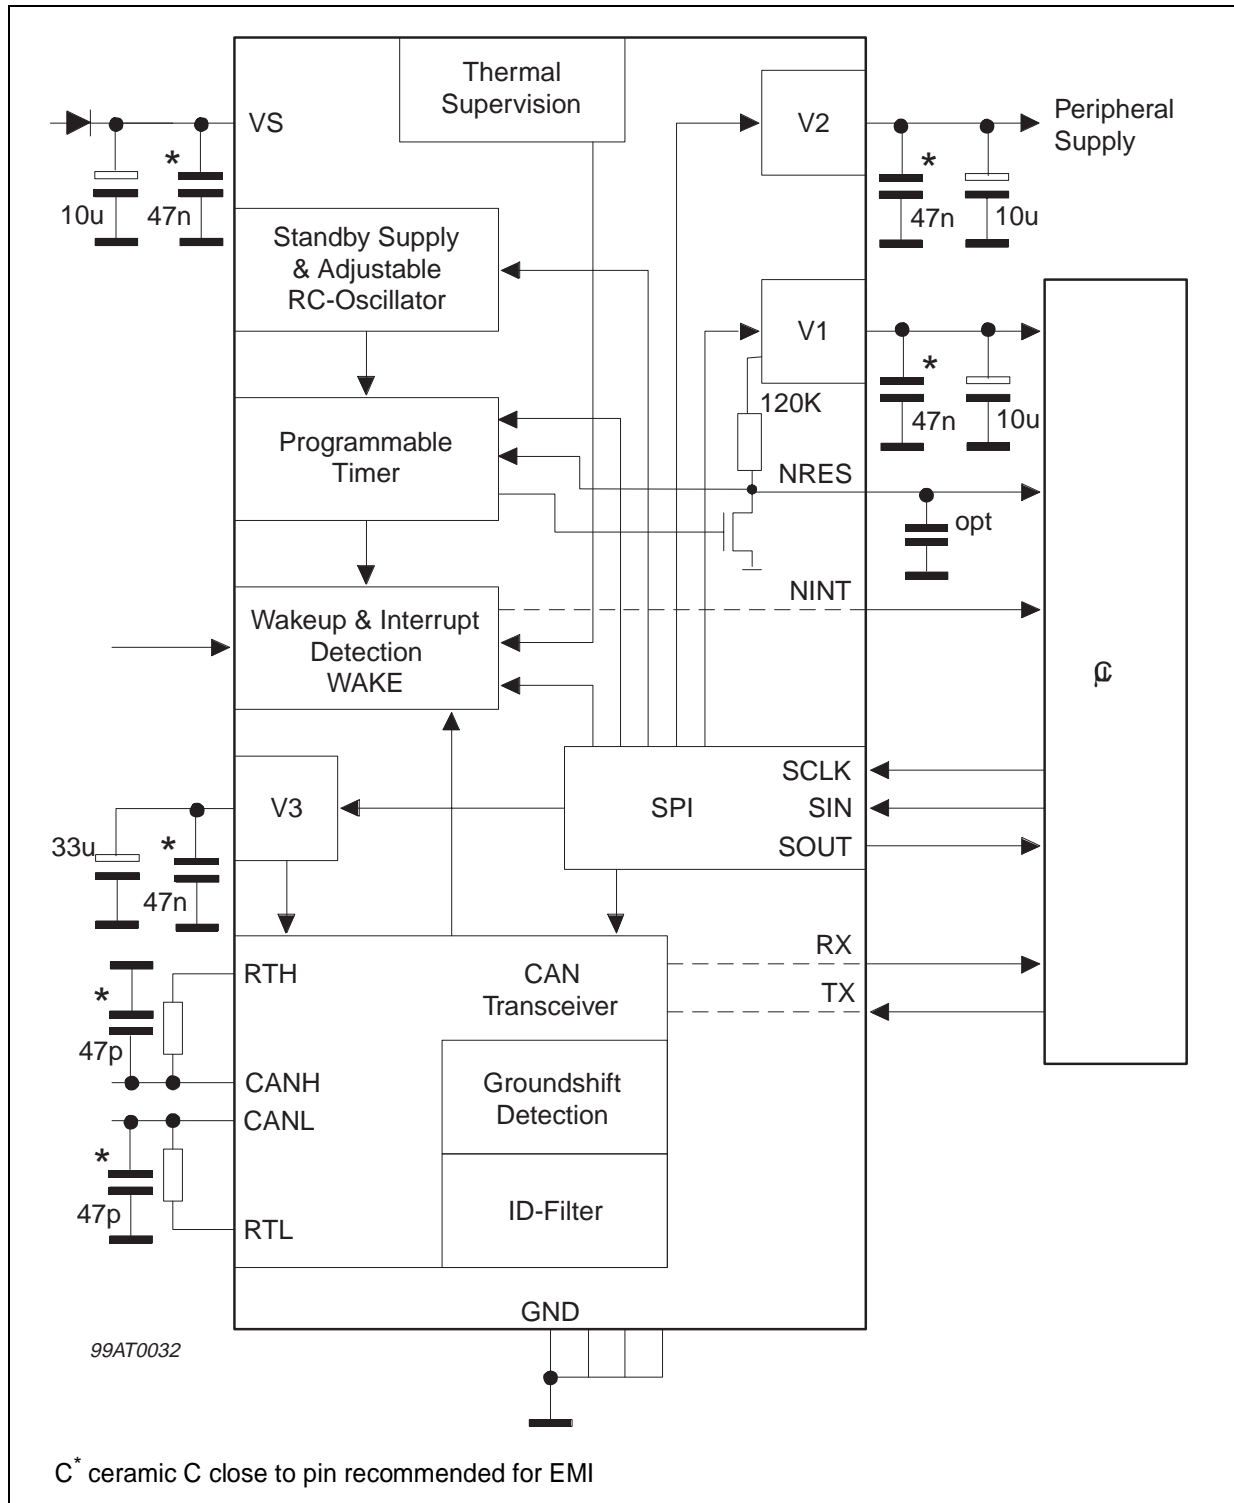 Thermal
Supervision
VS
*
10u
47n
V2
Peripheral
Supply
*
47n
10u
Standby Supply
& Adjustable
RC-Oscillator
V1
*
47n
10u
120K
Programmable
Timer
NRES
opt
NINT
Wakeup & Interrupt
Detection
WAKE
µC
SCLK
SPI
SIN
SOUT
V3
33u
*
47n
RX
TX
RTH
CAN
Transceiver
*
47p
CANH
CANL
Groundshift
Detection
*
47p
RTL
ID-Filter
GND
99AT0032
C* ceramic C close to pin recommended for EMI